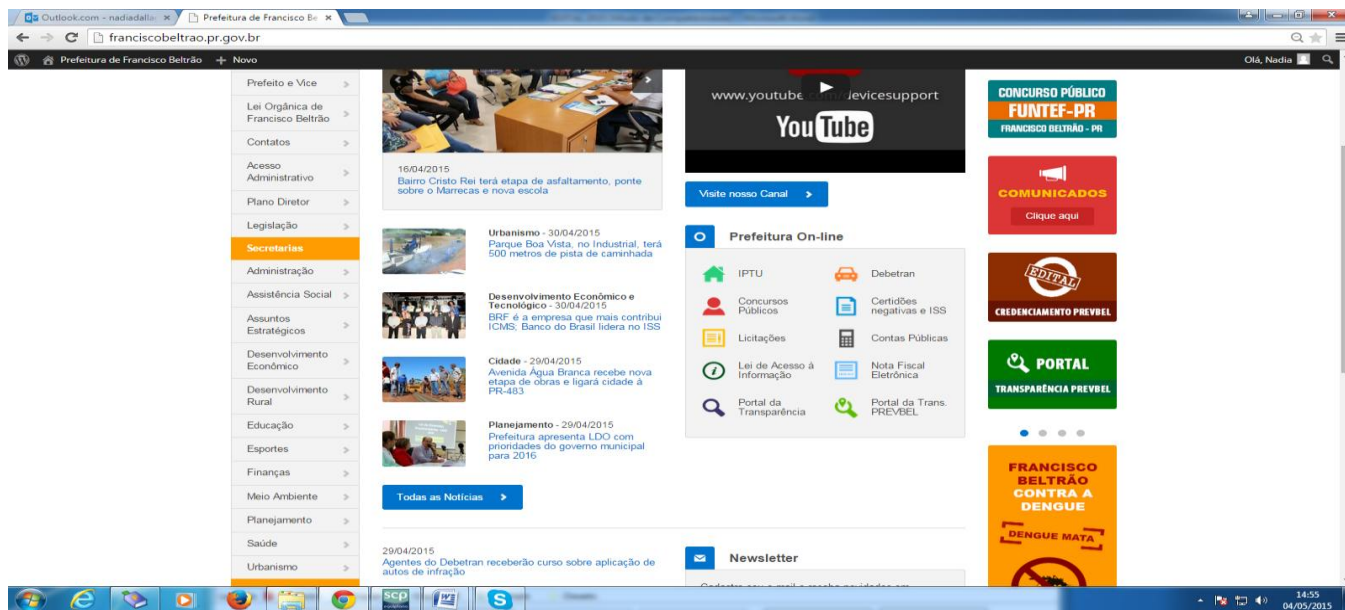 Outlook.com - nadiadalla
Prefeitura de Francisco Be
franciscobeltrao.pr.gov.br
Prefeitura de Francisco Beltrão + Novo
Olá, Nadia
Prefeito e Vice
Lei Orgânica de
Francisco Beltrão
Contatos
Acesso
Administrativo
Plano Diretor
Legislação
Secretarias
Administração
Assistência Social
Assuntos
Estratégicos
Desenvolvimento
Econômico
Desenvolvimento
Rural
Educação
Esportes
Finanças
Meio Ambiente
Planejamento
Saúde
Urbanismo
16/04/2015
Bairro Cristo Rei terá etapa de asfaltamento, ponte
sobre o Marrecas e nova escola
Urbanismo - 30/04/2015
Parque Boa Vista, no Industrial, terá
500 metros de pista de caminhada
Desenvolvimento Econômico e
Tecnológico - 30/04/2015
BRF é a empresa que mais contribui
ICMS; Banco do Brasil lidera no ISS
Cidade - 29/04/2015
Avenida Água Branca recebe nova
etapa de obras e ligará cidade à
PR-483
Planejamento - 29/04/2015
Prefeitura apresenta LDO com
prioridades do governo municipal
para 2016
Todas as Notícias
29/04/2015
Agentes do Debetran receberão curso sobre aplicação de
autos de infração
www.youtube.com/devicesupport
YouTube
Visite nosso Canal
Prefeitura On-line
IPTU
Debetran
Concursos
Públicos
Certidões
negativas e ISS
Licitações
Contas Públicas
Lei de Acesso à
Informação
Nota Fiscal
Eletrônica
Portal da
Transparência
Portal da Trans.
PREVBEL
Newsletter
CONCURSO PÚBLICO
FUNTEF-PR
FRANCISCO BELTRÃO - PR
COMUNICADOS
Clique aqui
EDITAL
CREDENCIAMENTO PREVBEL
PORTAL
TRANSPARÊNCIA PREVBEL
FRANCISCO
BELTRÃO
CONTRA A
DENGUE
DENGUE MATA
scp
14:55
04/05/2015